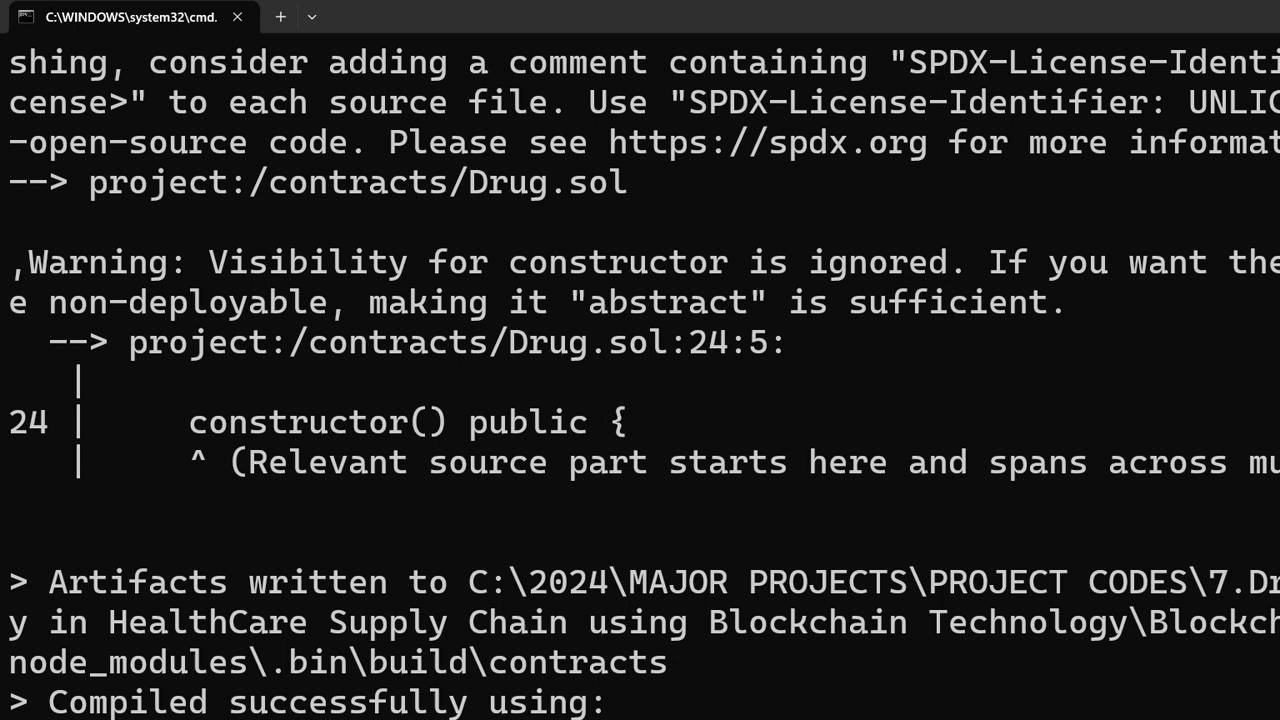 C:\WINDOWS\system32\cmd.
shing, consider adding a comment containing "SPDX-License-Identi
cense>" to each source file. Use "SPDX-License-Identifier: UNLIC
-open-source code. Please see https://spdx.org for more informat
--> project:/contracts/Drug.sol
,Warning: Visibility for constructor is ignored. If you want the
e non-deployable, making it "abstract" is sufficient.
--> project:/contracts/Drug.sol:24:5:
|
24 | constructor() public {
| ^ (Relevant source part starts here and spans across mu
> Artifacts written to C:\2024\MAJOR PROJECTS\PROJECT CODES\7.Dr
y in HealthCare Supply Chain using Blockchain Technology\Blockch
node_modules\.bin\build\contracts
> Compiled successfully using: